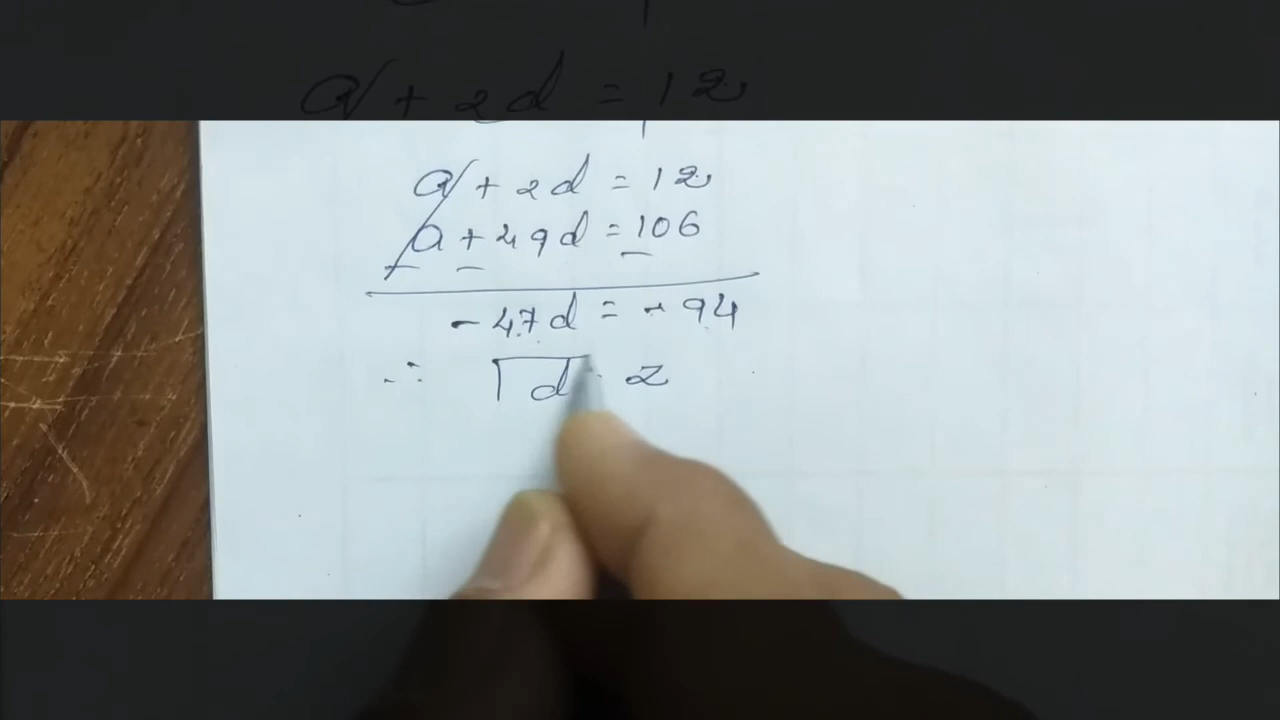 a + 2d = 12
a + 2d = 12
a + 49d = 106
- - -
- 47d = - 94
∴ d = 2